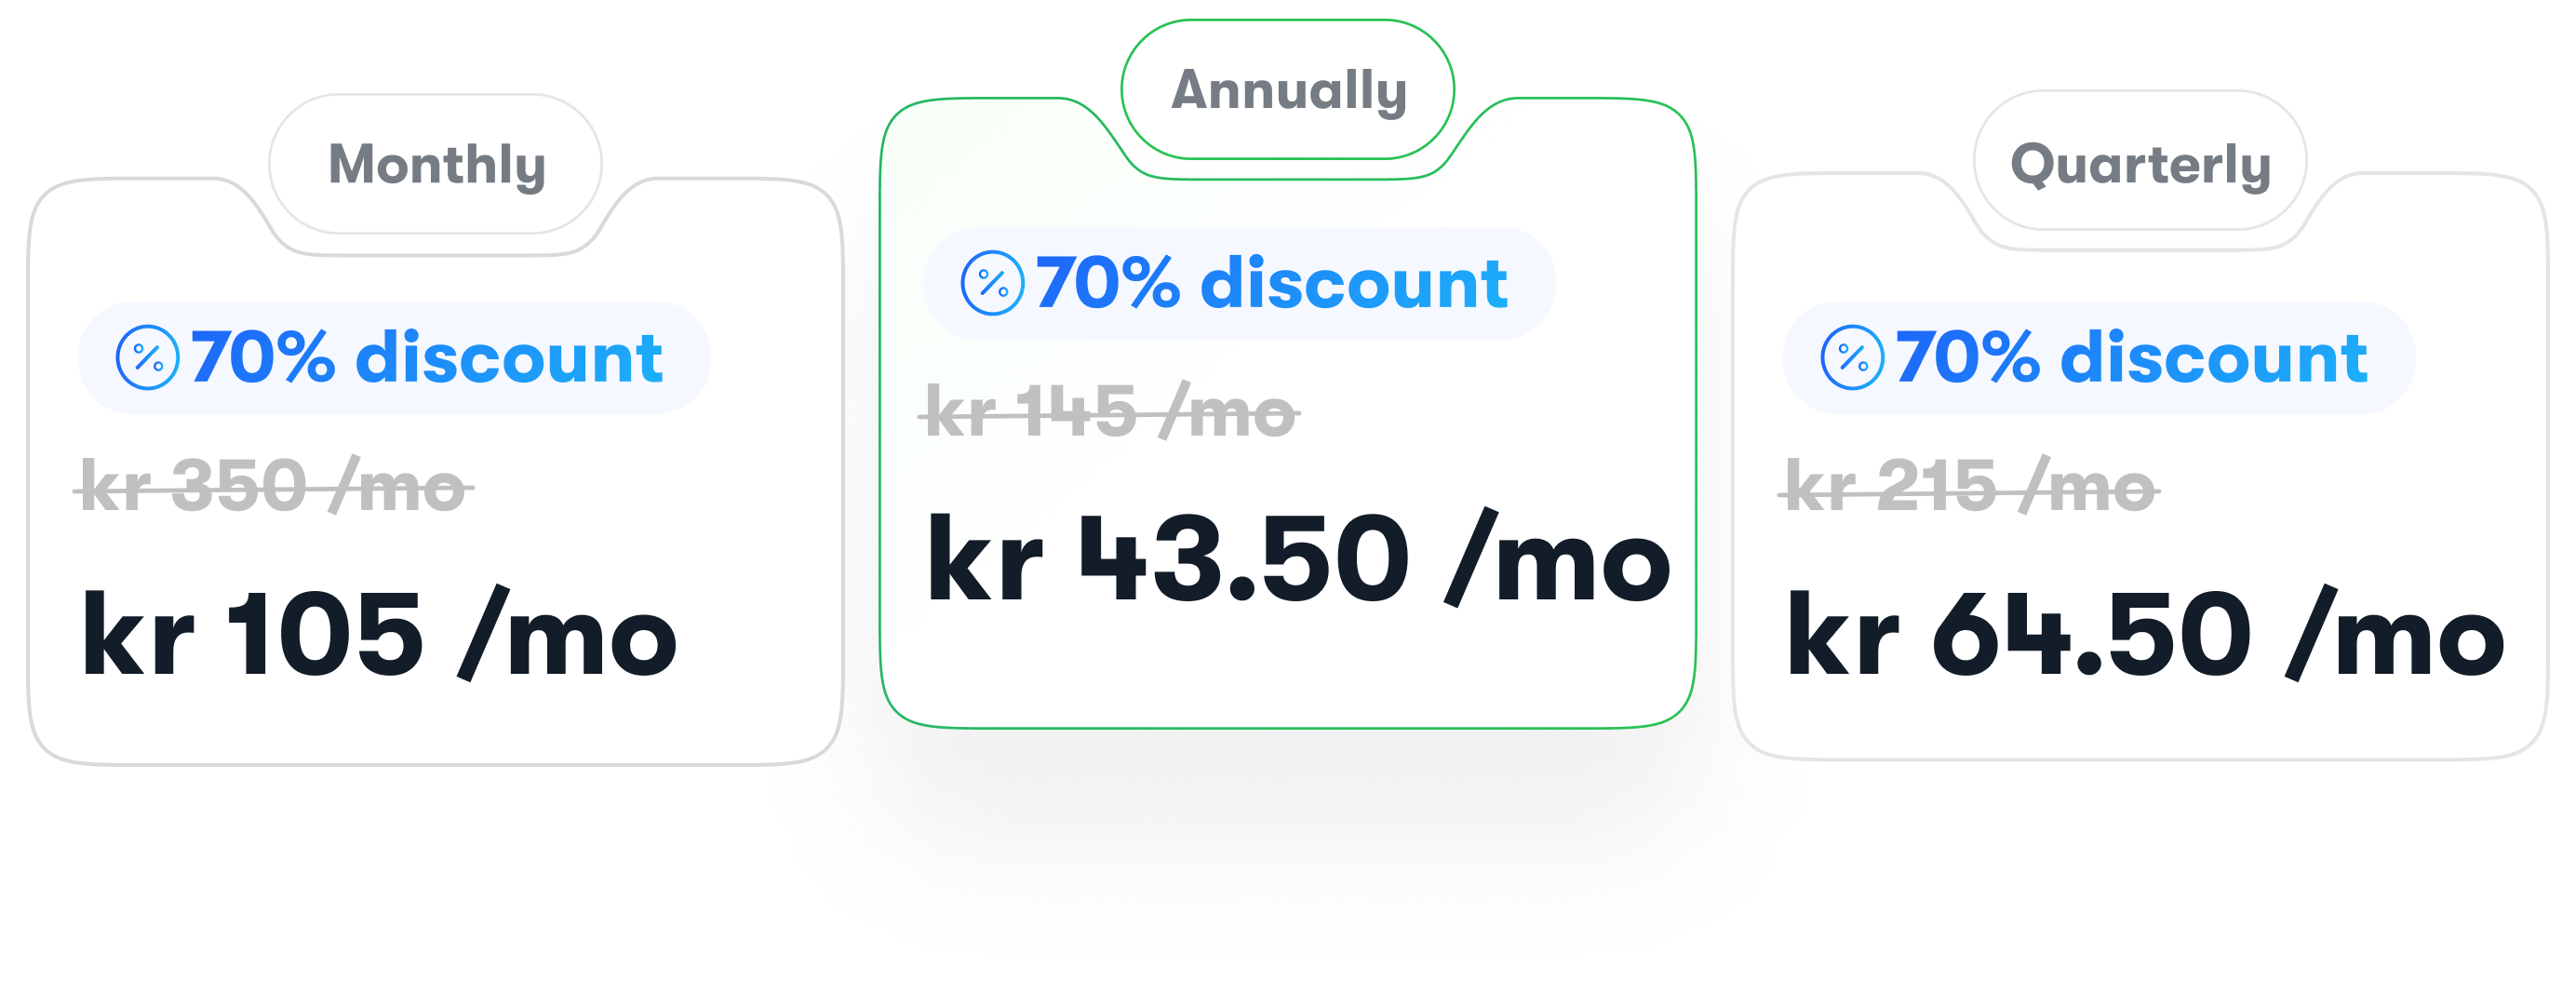 Monthly
70% discount
kr 350 /mo
kr 105 /mo
Annually
70% discount
kr 145 /mo
kr 43.50 /mo
Quarterly
70% discount
kr 215 /mo
kr 64.50 /mo